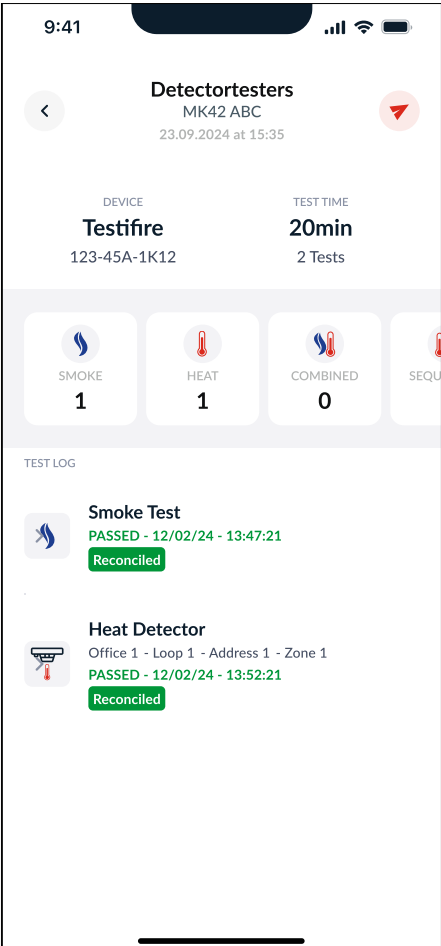 9:41
Detectortesters
MK42 ABC
23.09.2024 at 15:35
DEVICE
Testifire
123-45A-1K12
TEST TIME
20min
2 Tests
SMOKE
1
HEAT
1
COMBINED
0
SEQU
TEST LOG
Smoke Test
PASSED - 12/02/24 - 13:47:21
Reconciled
Heat Detector
Office 1 - Loop 1 - Address 1 - Zone 1
PASSED - 12/02/24 - 13:52:21
Reconciled